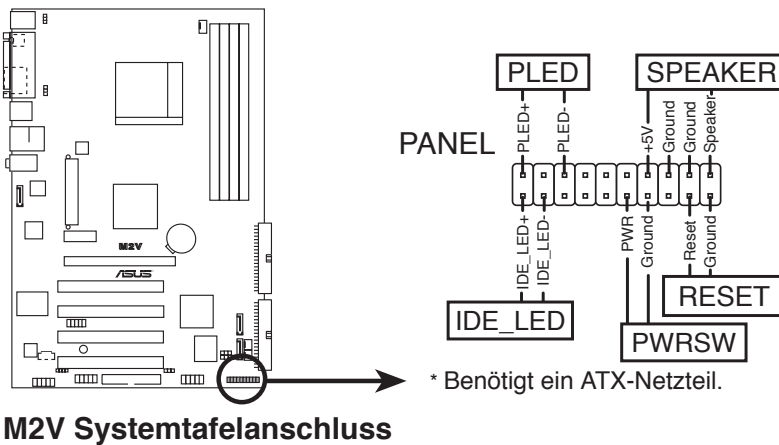 PLED
SPEAKER
PANEL
PLED+
PLED-
+5V
Ground
Ground
Speaker
IDE_LED+
IDE_LED-
PWR
Ground
Reset
Ground
IDE_LED
RESET
PWRSW
M2V
ASUS
* Benötigt ein ATX-Netzteil.
M2V Systemtafelanschluss